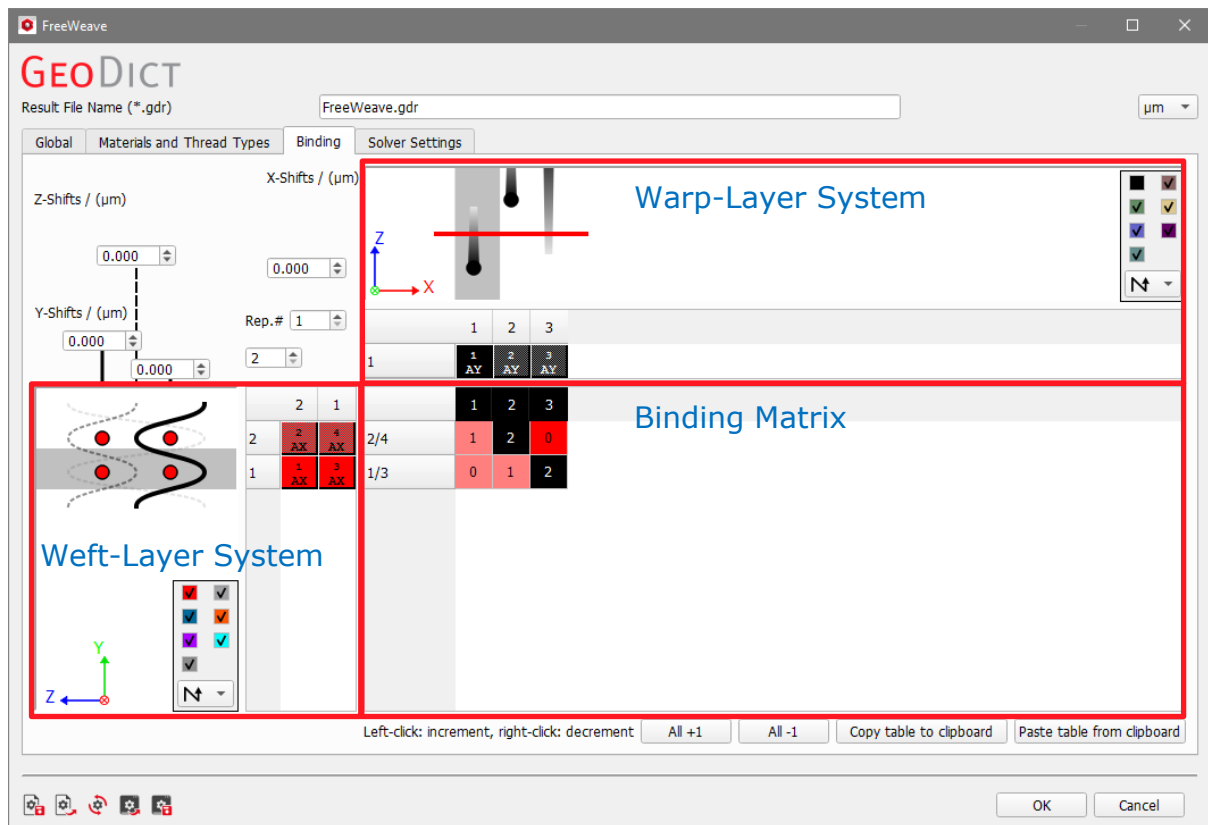 FreeWeave
GEODICT
Result File Name (*.gdr) FreeWeave.gdr µm
Global Materials and Thread Types Binding Solver Settings
X-Shifts / (µm)
Z-Shifts / (µm)
Warp-Layer System
0.000
Z
0.000
X
Y-Shifts / (µm)
Rep.# 1
1 2 3
0.000
2
1 1 AY 2 AY 3 AY
0.000
2 1
1 2 3
Binding Matrix
2 2 AX 4 AX 2/4 1 2 0
1 1 AX 3 AX 1/3 0 1 2
Weft-Layer System
Y
Z
Left-click: increment, right-click: decrement All +1 All -1 Copy table to clipboard Paste table from clipboard
OK Cancel